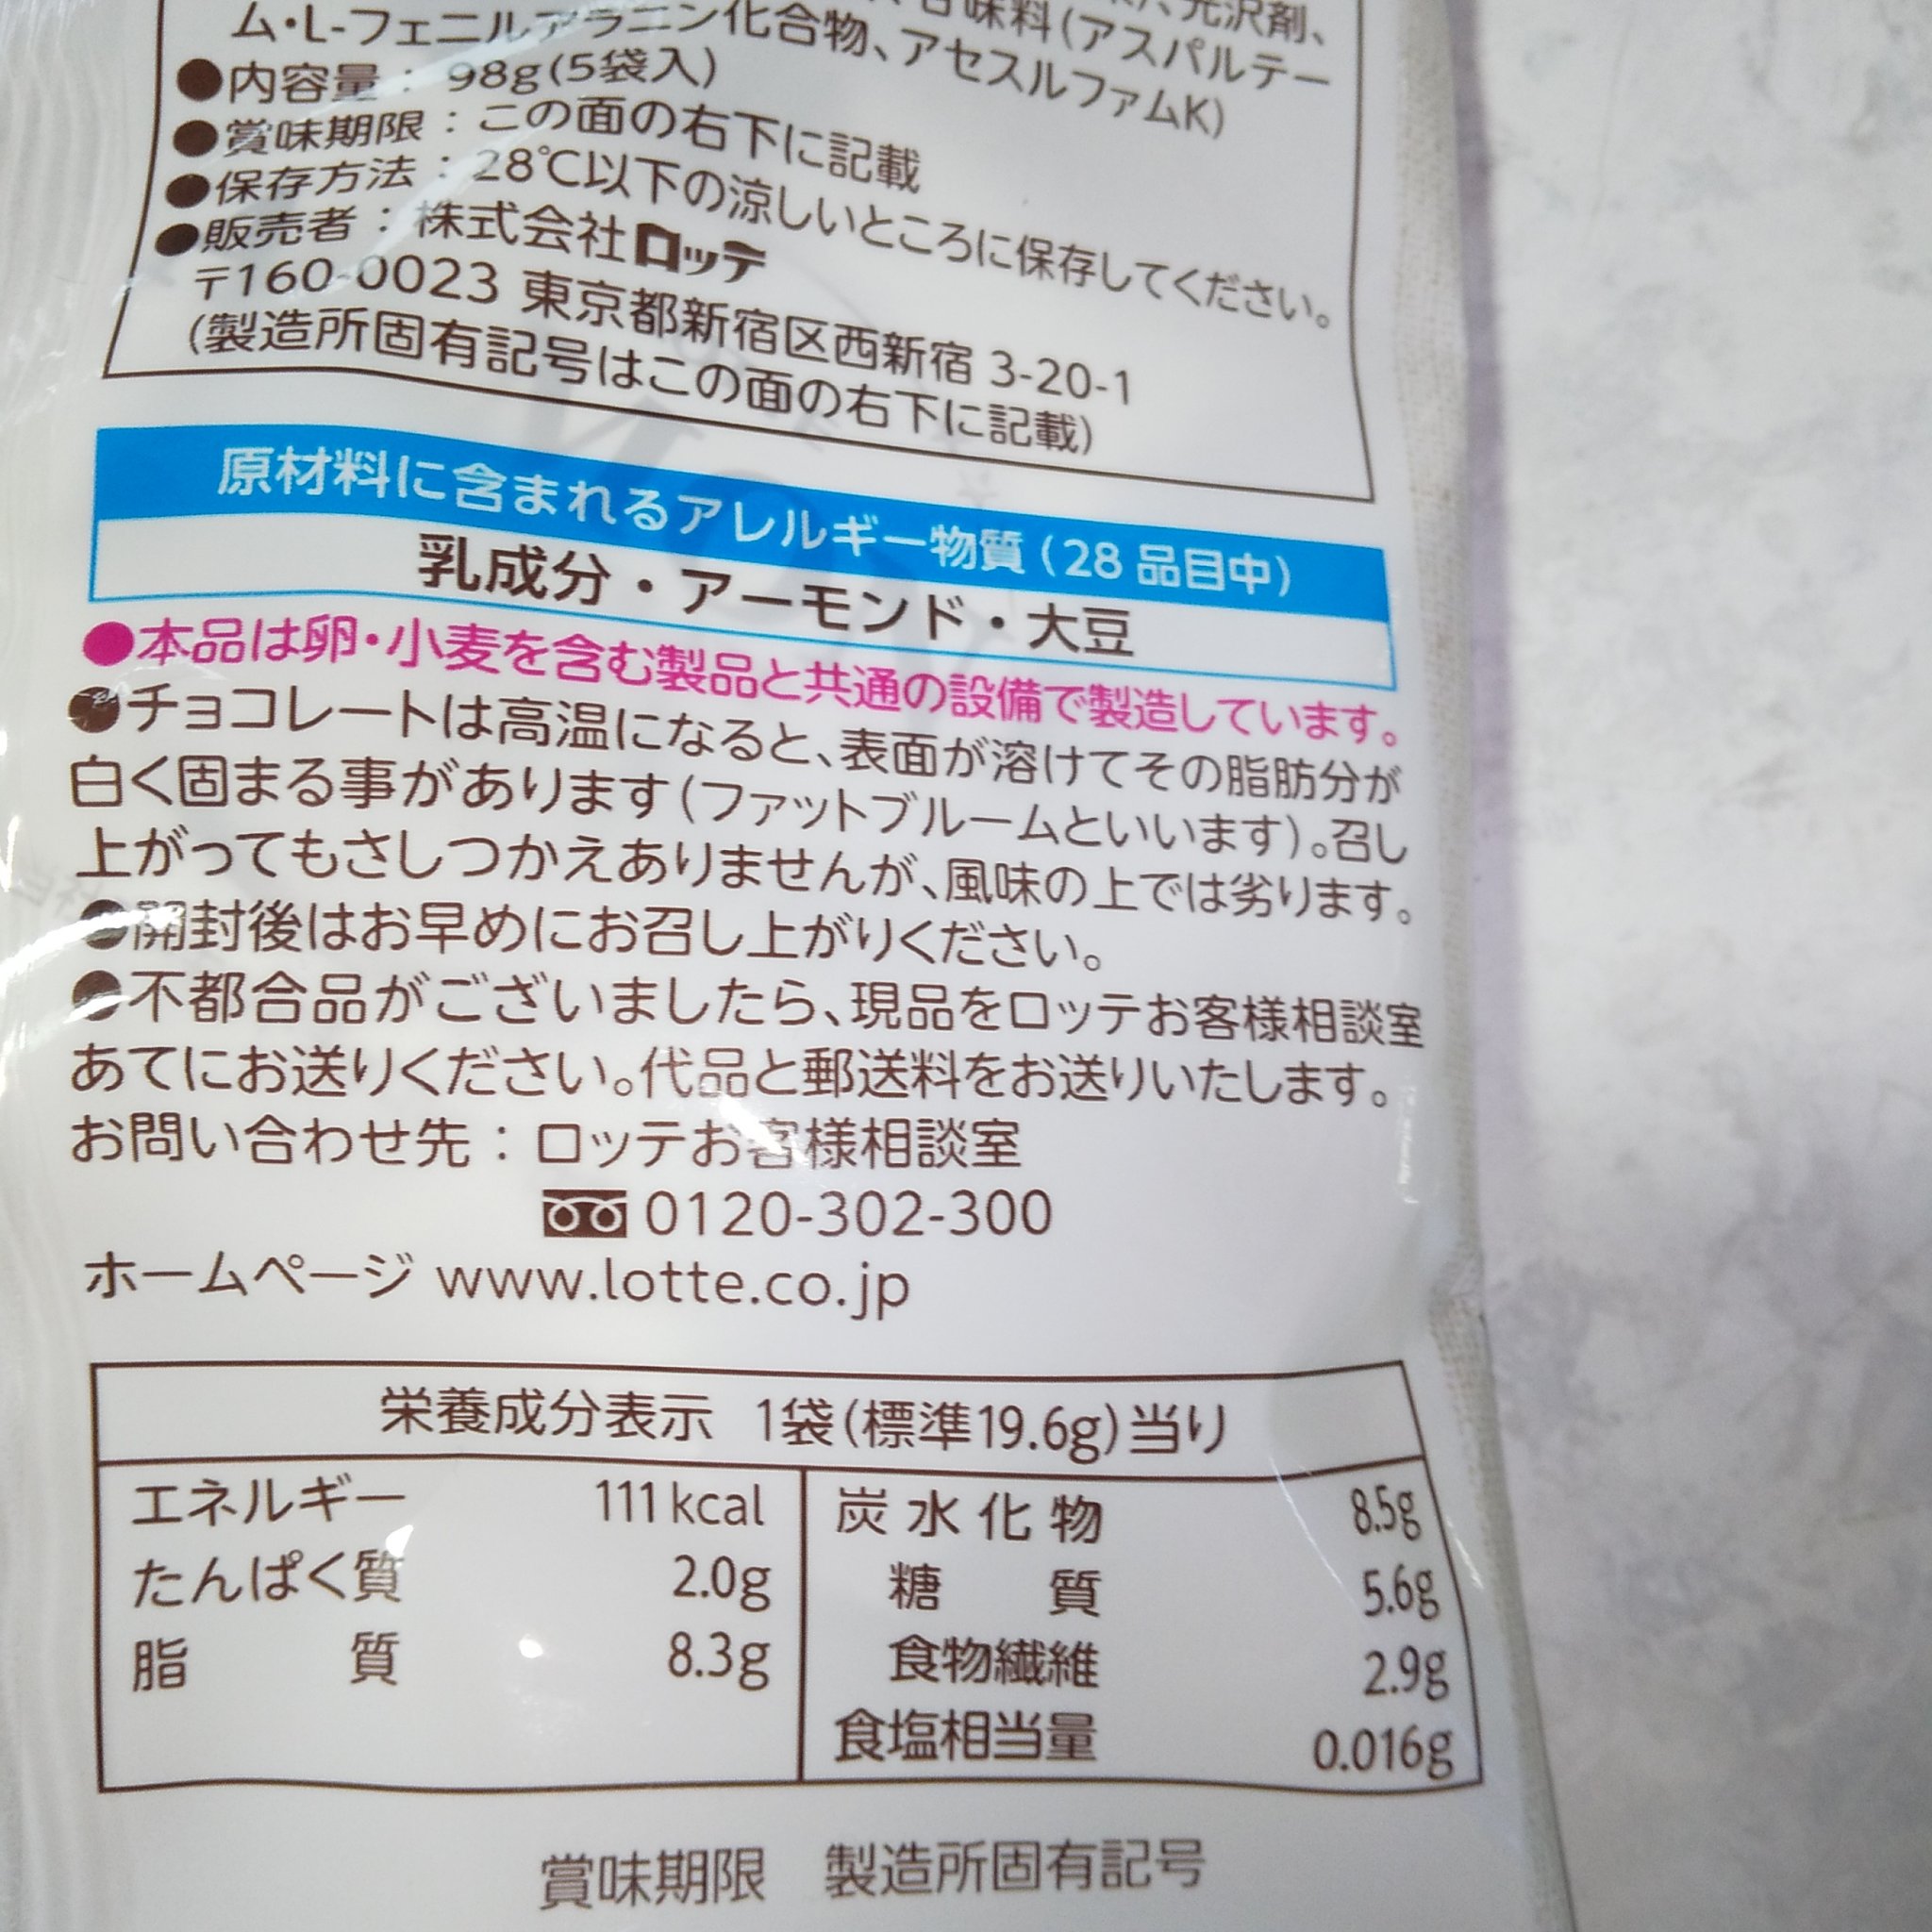 味料(アスパルテー
ム・L-フェニルアラニン化合物、アセスルファムK)
●内容量：98g(5袋入)
●賞味期限：この面の右下に記載
●保存方法：28℃以下の涼しいところに保存してください。
●販売者：株式会社ロッテ
〒160-0023 東京都新宿区西新宿 3-20-1
(製造所固有記号はこの面の右下に記載)
原材料に含まれるアレルギー物質(28品目中)
乳成分・アーモンド・大豆
●本品は卵・小麦を含む製品と共通の設備で製造しています。
●チョコレートは高温になると、表面が溶けてその脂肪分が
白く固まる事があります(ファットブルームといいます)。召し
上がってもさしつかえありませんが、風味の上では劣ります。
●開封後はお早めにお召し上がりください。
●不都合品がございましたら、現品をロッテお客様相談室
あてにお送りください。代品と郵送料をお送りいたします。
お問い合わせ先：ロッテお客様相談室
0120-302-300
ホームページ www.lotte.co.jp
栄養成分表示 1袋(標準19.6g)当り
エネルギー 111kcal
たんぱく質 2.0g
脂質 8.3g
炭水化物 8.5g
糖質 5.6g
食物繊維 2.9g
食塩相当量 0.016g
賞味期限 製造所固有記号